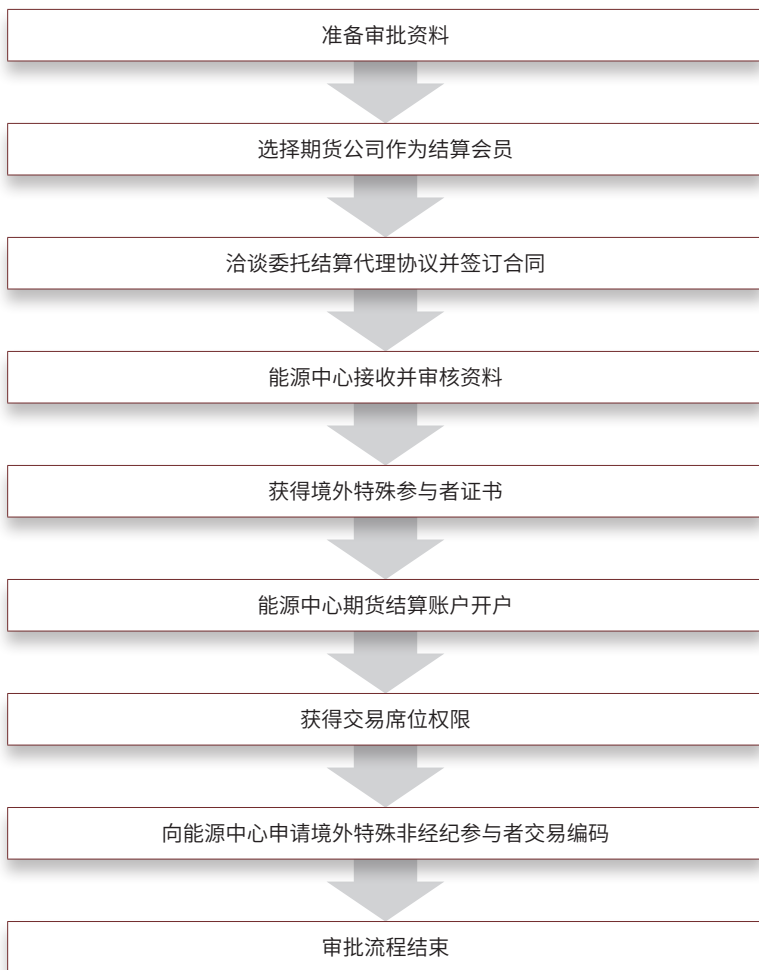 准备审批资料
选择期货公司作为结算会员
洽谈委托结算代理协议并签订合同
能源中心接收并审核资料
获得境外特殊参与者证书
能源中心期货结算账户开户
获得交易席位权限
向能源中心申请境外特殊非经纪参与者交易编码
审批流程结束